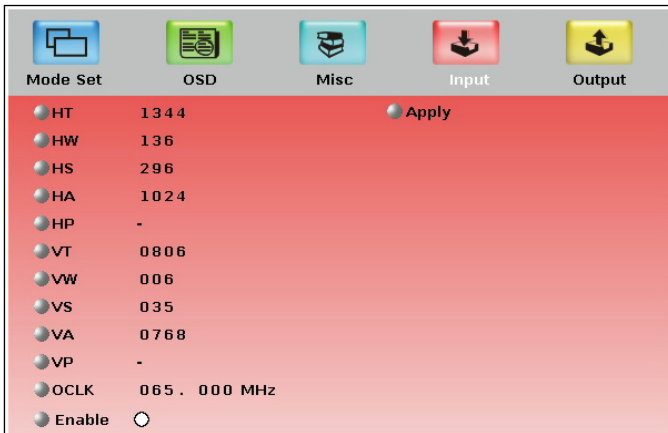 Mode Set OSD Misc Input Output
HT 1344 Apply
HW 136
HS 296
HA 1024
HP -
VT 0806
VW 006
VS 035
VA 0768
VP -
OCLK 065. 000 MHz
Enable